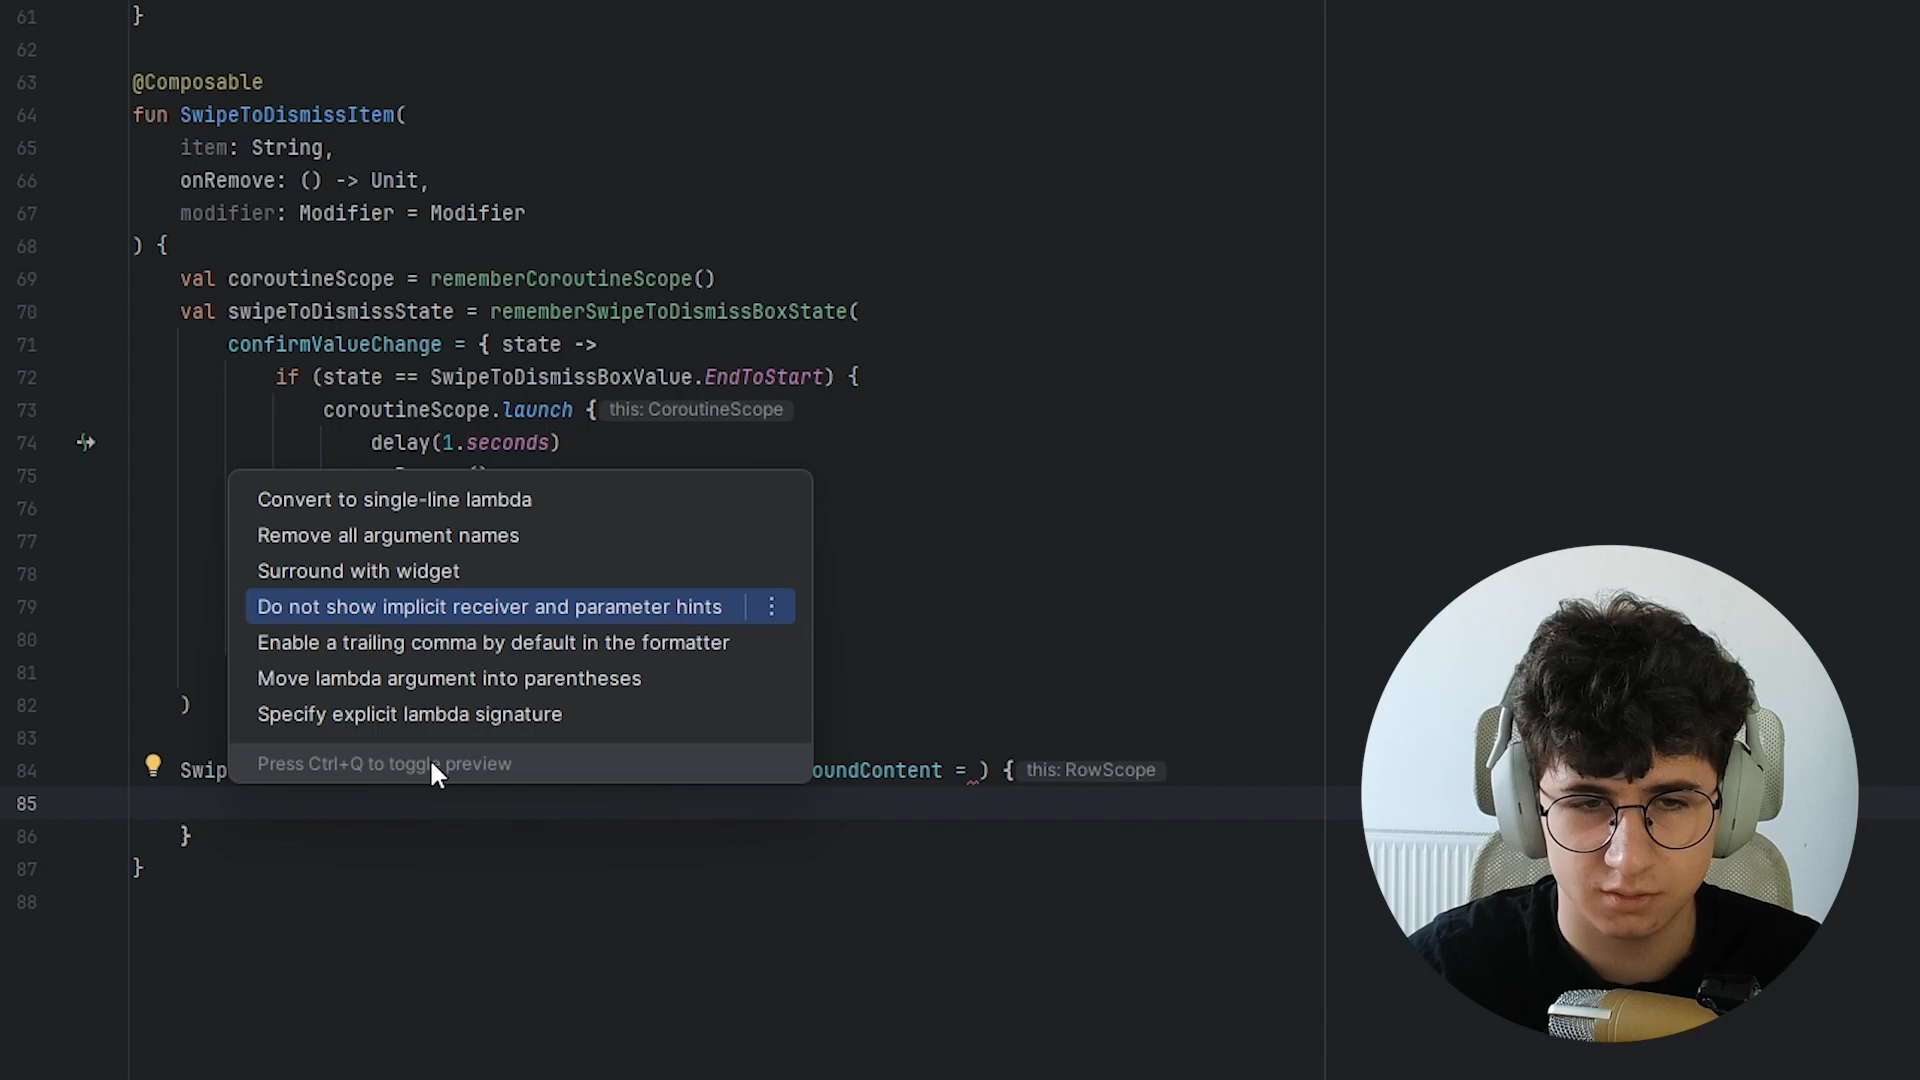 61 }
62
63 @Composable
64 fun SwipeToDismissItem(
65 item: String,
66 onRemove: () -> Unit,
67 modifier: Modifier = Modifier
68 ) {
69 val coroutineScope = rememberCoroutineScope()
70 val swipeToDismissState = rememberSwipeToDismissBoxState(
71 confirmValueChange = { state ->
72 if (state == SwipeToDismissBoxValue.EndToStart) {
73 coroutineScope.launch { this: CoroutineScope
74 delay(1.seconds)
75
76 Convert to single-line lambda
77 Remove all argument names
78 Surround with widget
79 Do not show implicit receiver and parameter hints
80 Enable a trailing comma by default in the formatter
81 Move lambda argument into parentheses
82 ) Specify explicit lambda signature
83
Press Ctrl+Q to toggle preview
84 Swip oundContent = ) { this: RowScope
85
86 }
87 }
88